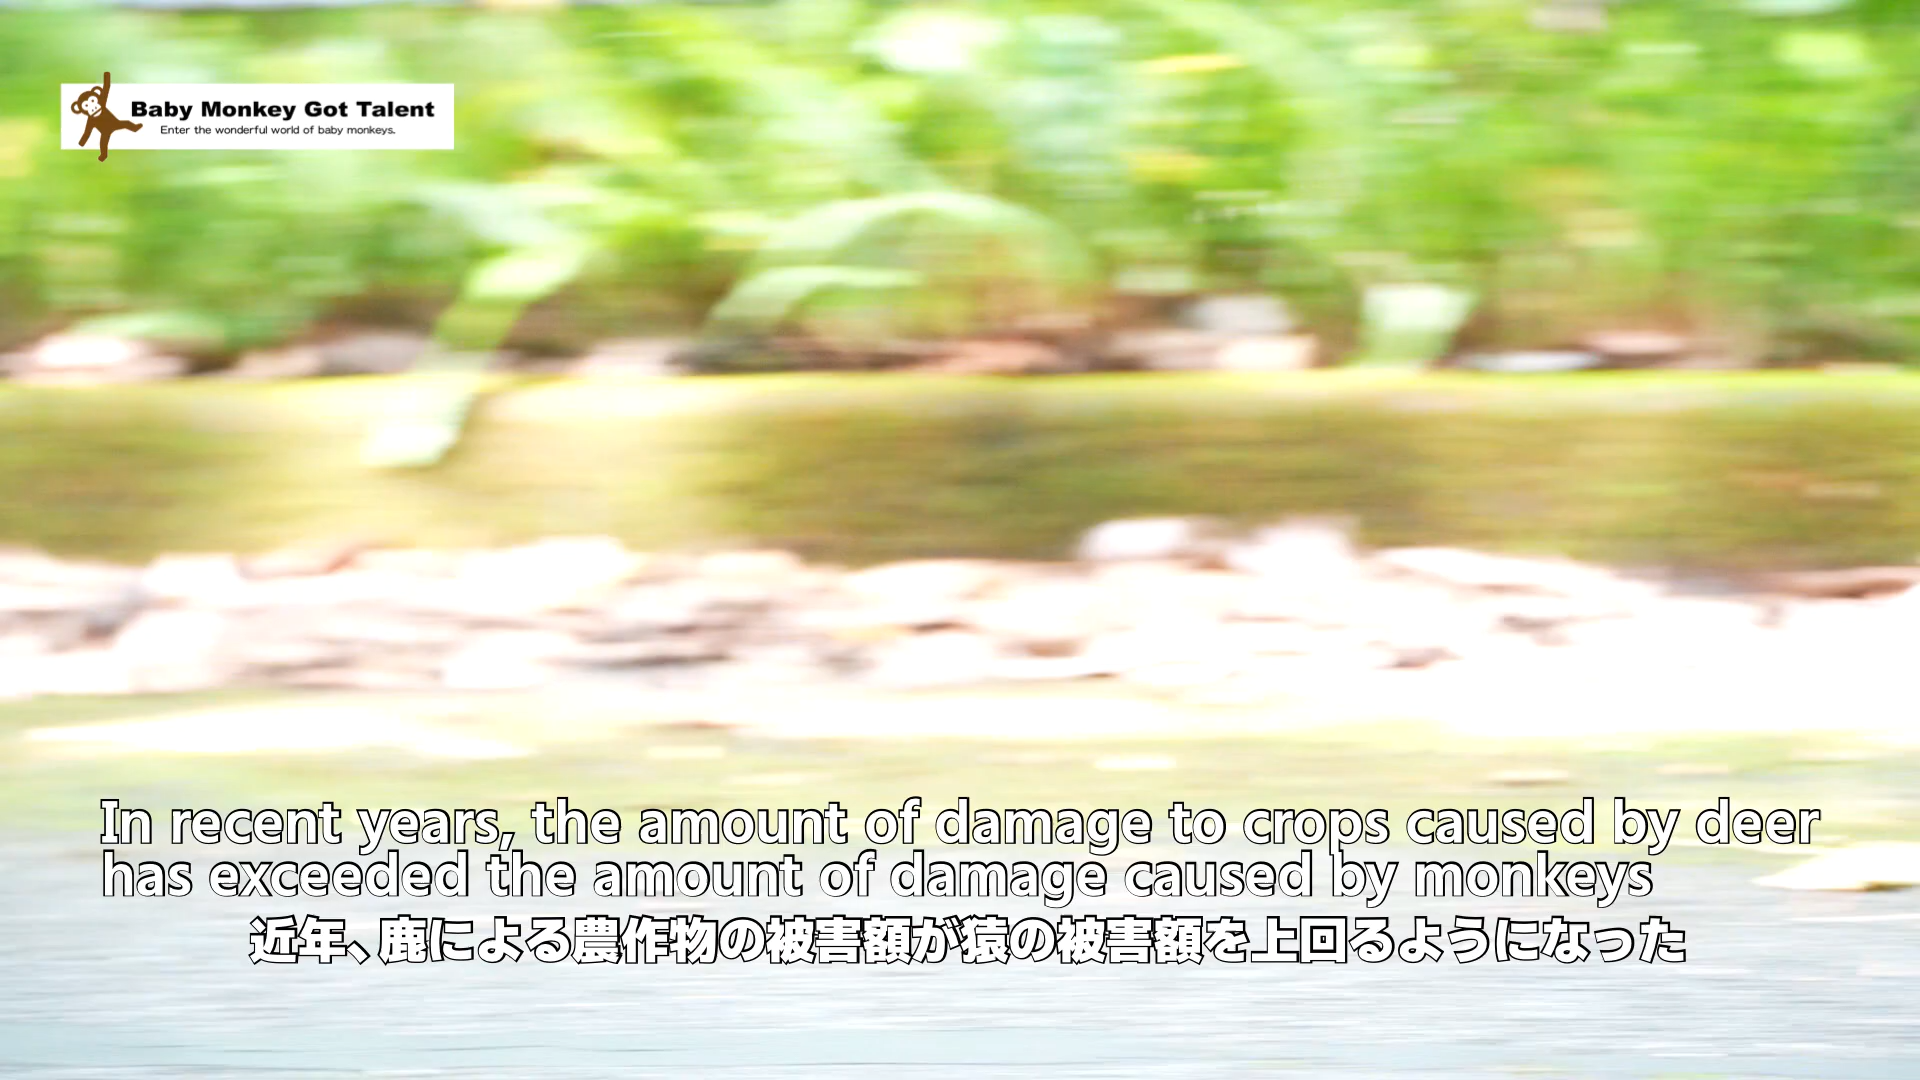 Baby Monkey Got Talent
Enter the wonderful world of baby monkeys.
In recent years, the amount of damage to crops caused by deer
has exceeded the amount of damage caused by monkeys
近年、鹿による農作物の被害額が猿の被害額を上回るようになった